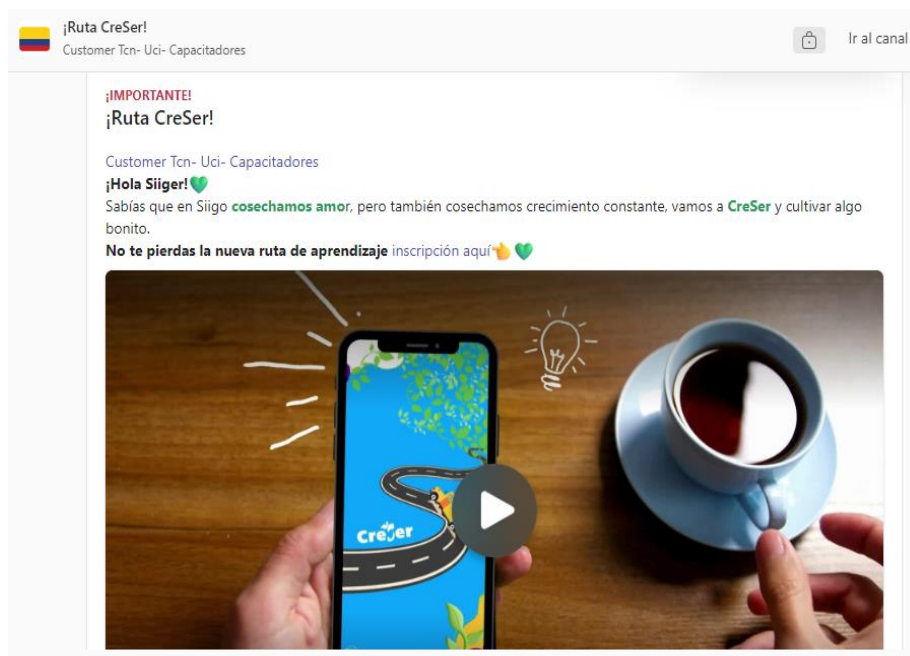 ¡Ruta CreSer!
Customer Tcn- Uci- Capacitadores
Ir al canal
¡IMPORTANTE!
¡Ruta CreSer!
Customer Tcn- Uci- Capacitadores
¡Hola Siiger!💚
Sabías que en Siigo cosechamos amor, pero también cosechamos crecimiento constante, vamos a CreSer y cultivar algo
bonito.
No te pierdas la nueva ruta de aprendizaje inscripción aquí👈💚
CreSer